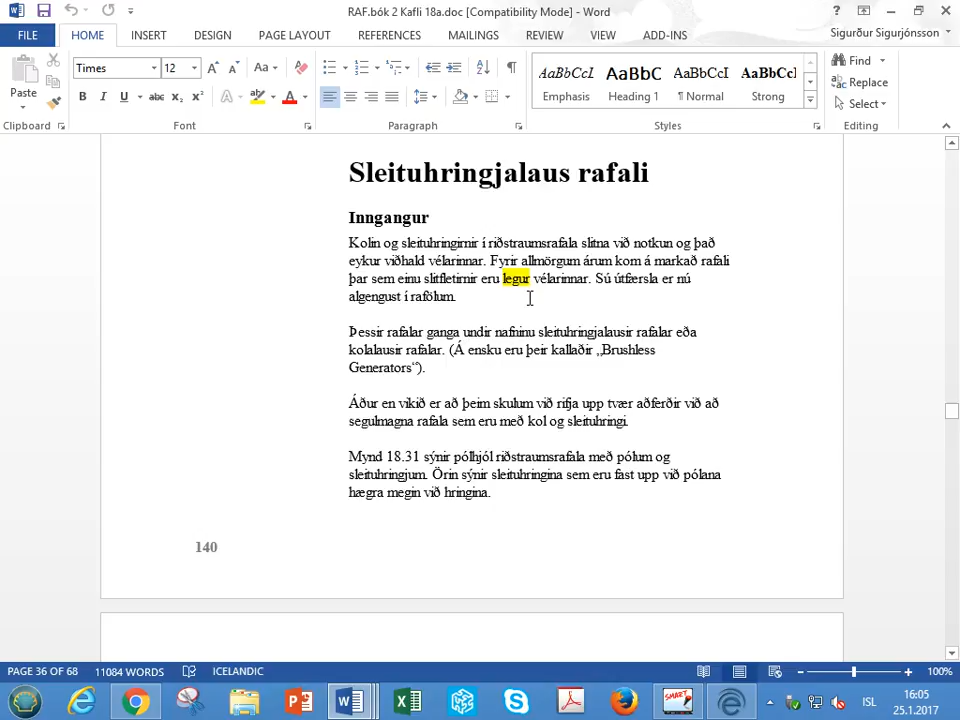 RAF.bók 2 Kafli 18a.doc [Compatibility Mode] - Word
FILE HOME INSERT DESIGN PAGE LAYOUT REFERENCES MAILINGS REVIEW VIEW ADD-INS Sigurður Sigurjónsson
Times 12 Aa AaBbCcI AaBbC AaBbCcI AaBbCcl Find
Paste Replace
B I U abc x₂ x² A ab A Emphasis Heading 1 ¶ Normal Strong Select
Clipboard Font Paragraph Styles Editing
Sleituhringjalaus rafali
Inngangur
Kolin og sleituhringirnir í riðstraumsrafala slitna við notkun og það
eykur viðhald vélarinnar. Fyrir allmörgum árum kom á markað rafali
þar sem einu slitfletirnir eru legur vélarinnar. Sú útfærsla er nú
algengust í rafölum.
Þessir rafalar ganga undir nafninu sleituhringjalausir rafalar eða
kolalausir rafalar. (Á ensku eru þeir kallaðir „Brushless
Generators“).
Áður en vikið er að þeim skulum við rifja upp tvær aðferðir við að
segulmagna rafala sem eru með kol og sleituhringi.
Mynd 18.31 sýnir pólhjól riðstraumsrafala með pólum og
sleituhringjum. Örin sýnir sleituhringina sem eru fast upp við pólana
hægra megin við hringina.
140
PAGE 36 OF 68 11084 WORDS ICELANDIC 100%
SMART ISL 16:05
25.1.2017